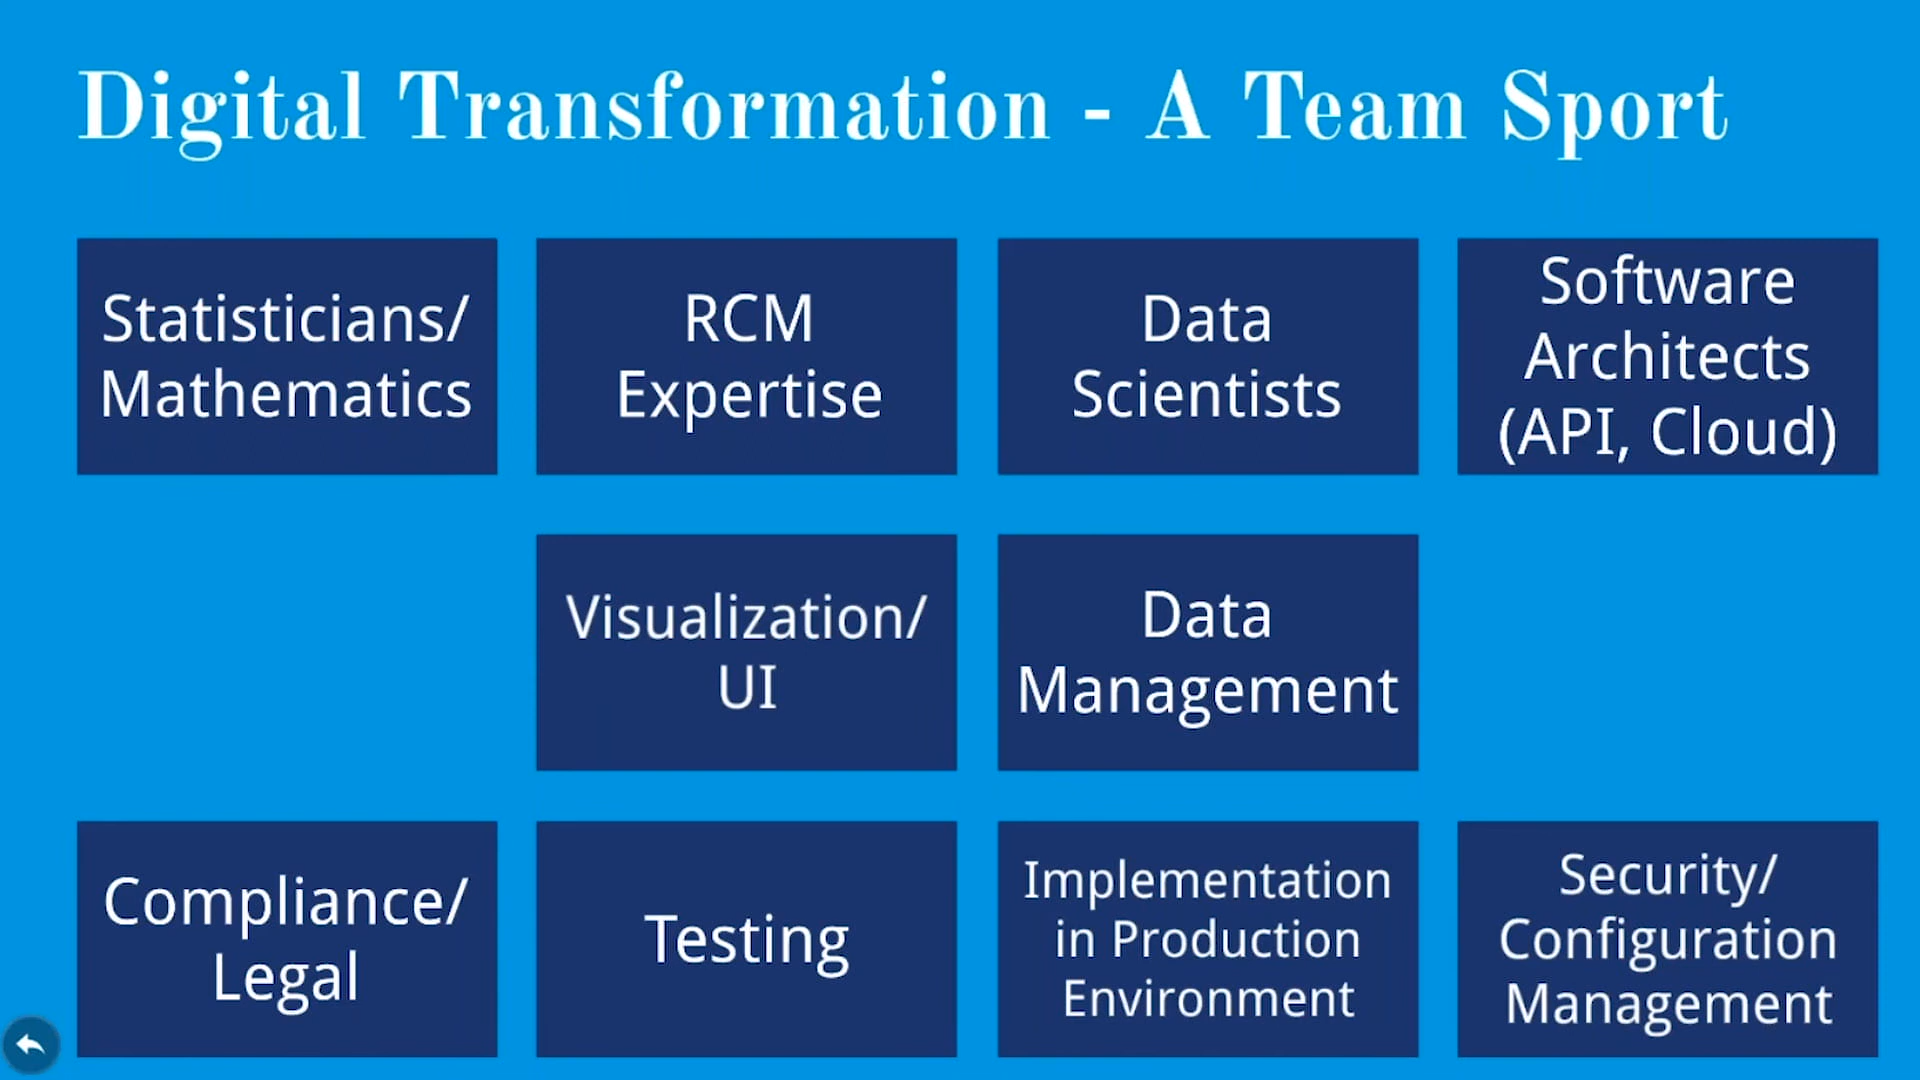 Digital Transformation - A Team Sport
Statisticians/
Mathematics
RCM
Expertise
Data
Scientists
Software
Architects
(API, Cloud)
Visualization/
UI
Data
Management
Compliance/
Legal
Testing
Implementation
in Production
Environment
Security/
Configuration
Management